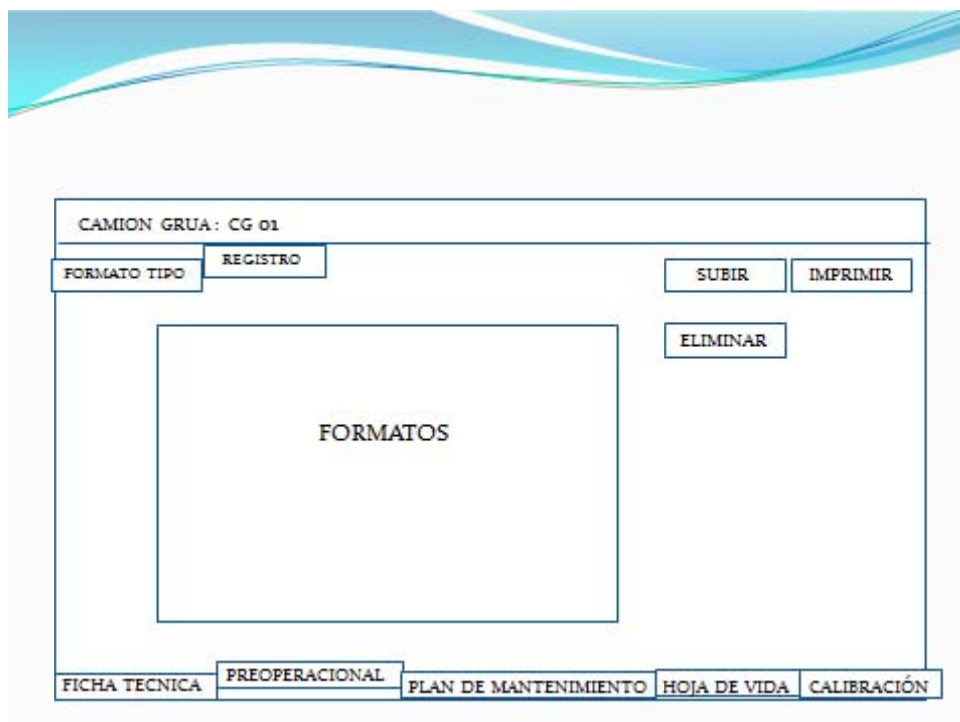 CAMION GRUA: CG 01
FORMATO TIPO
REGISTRO
SUBIR
IMPRIMIR
ELIMINAR
FORMATOS
FICHA TECNICA
PREOPERACIONAL
PLAN DE MANTENIMIENTO
HOJA DE VIDA
CALIBRACIÓN